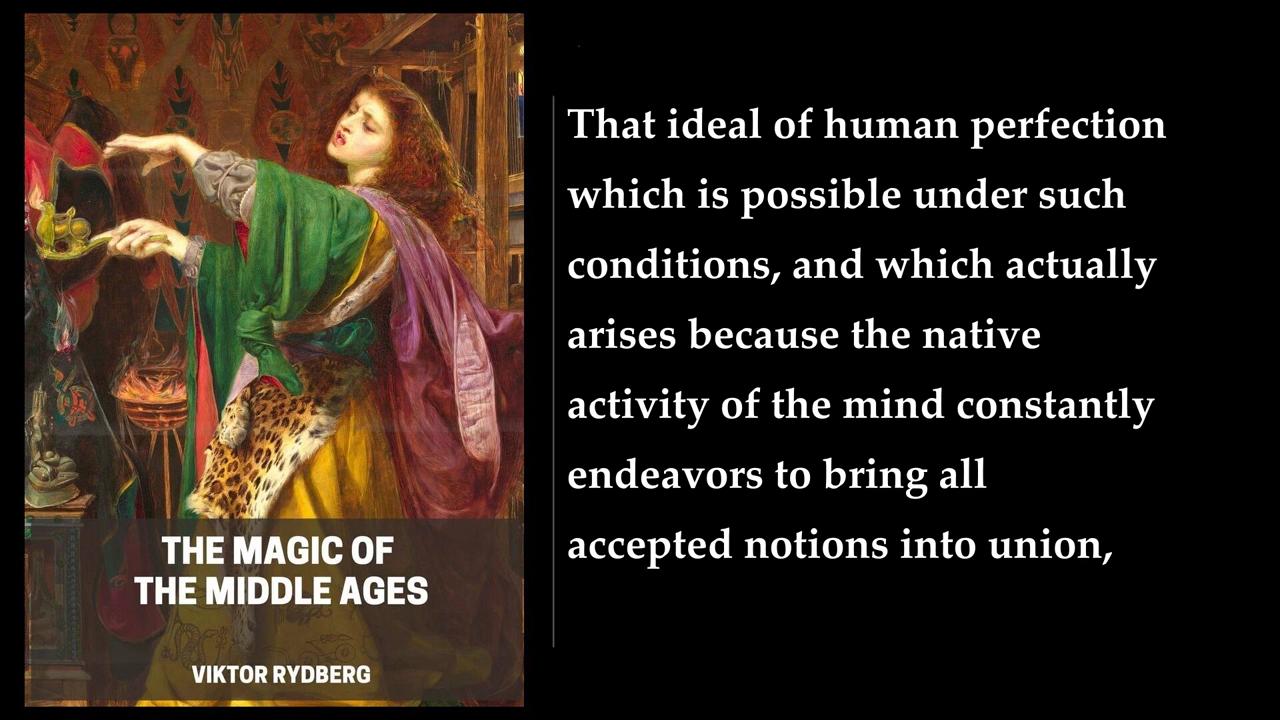 THE MAGIC OF
THE MIDDLE AGES
VIKTOR RYDBERG
That ideal of human perfection
which is possible under such
conditions, and which actually
arises because the native
activity of the mind constantly
endeavors to bring all
accepted notions into union,